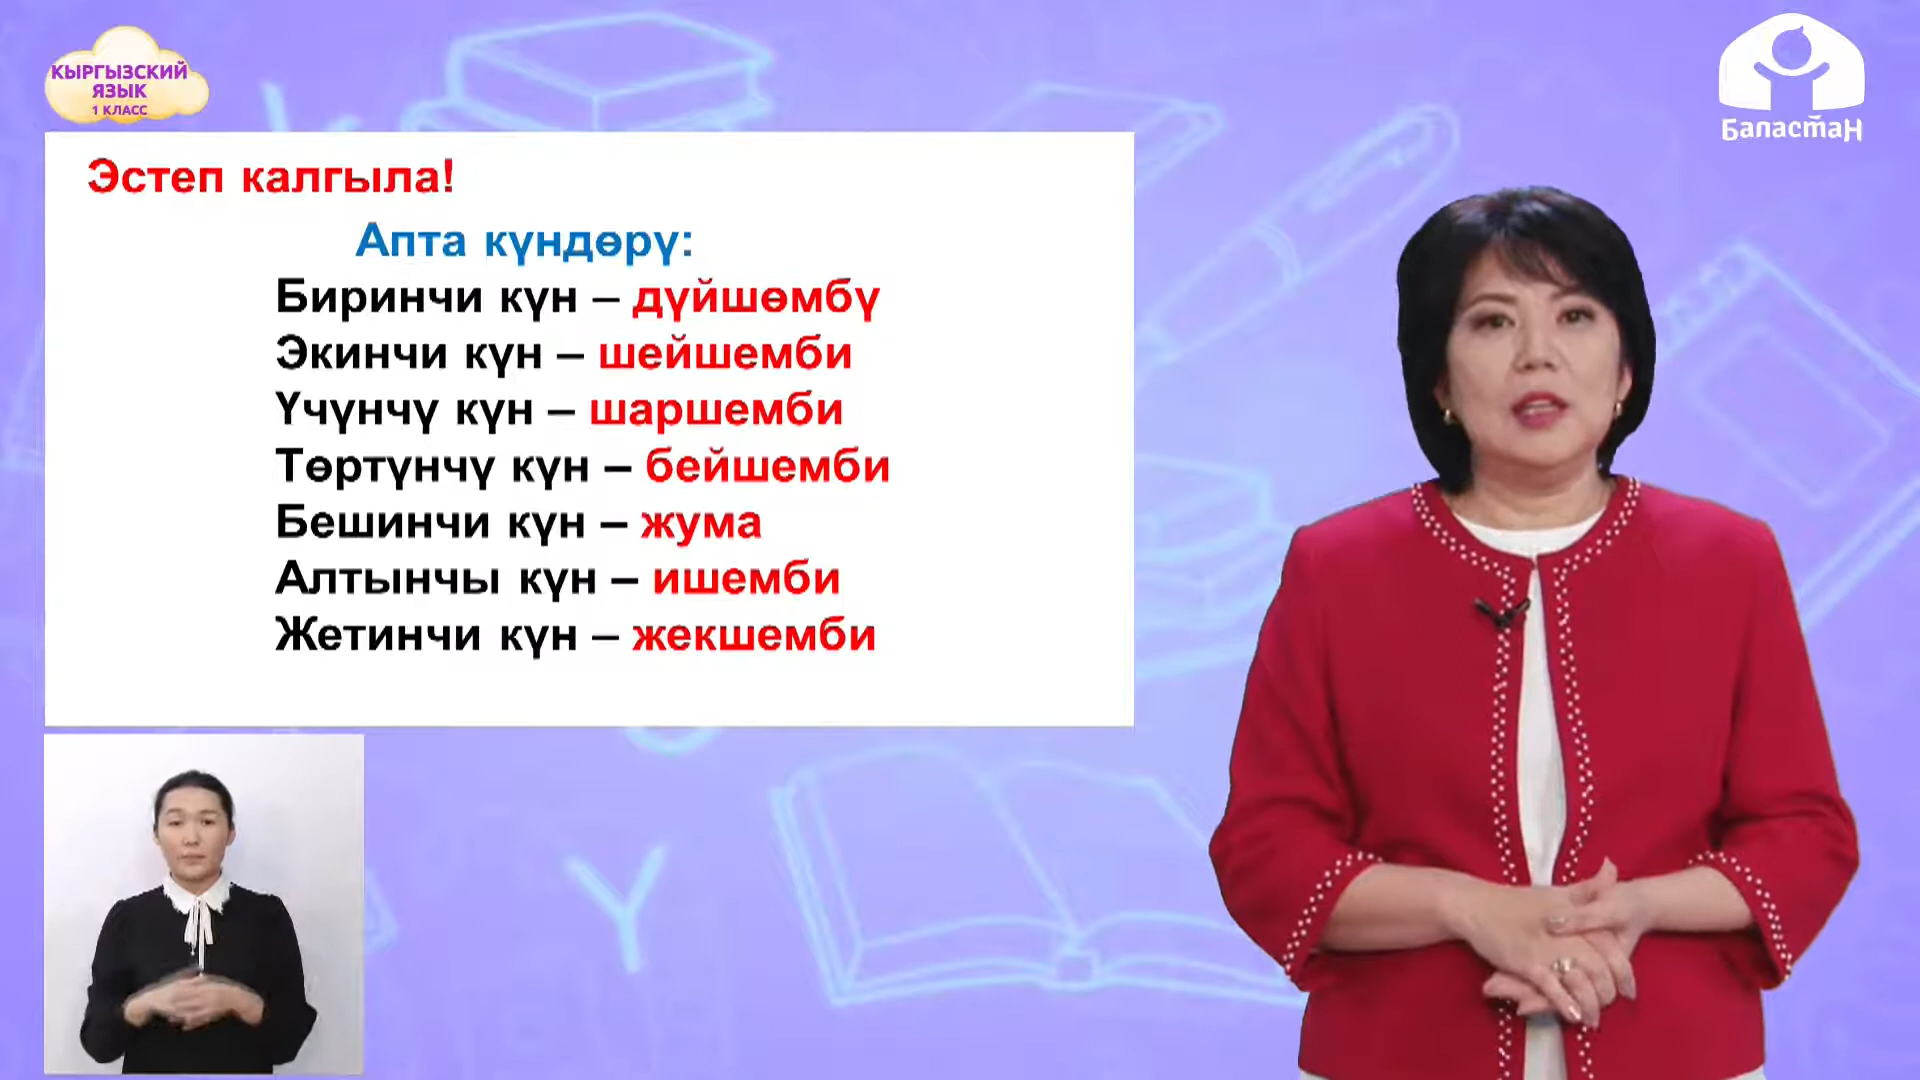 КЫРГЫЗСКИЙ
ЯЗЫК
1 КЛАСС
Баластан
Эстеп калгыла!
Апта күндөрү:
Биринчи күн – дүйшөмбү
Экинчи күн – шейшемби
Үчүнчү күн – шаршемби
Төртүнчү күн – бейшемби
Бешинчи күн – жума
Алтынчы күн – ишемби
Жетинчи күн – жекшемби